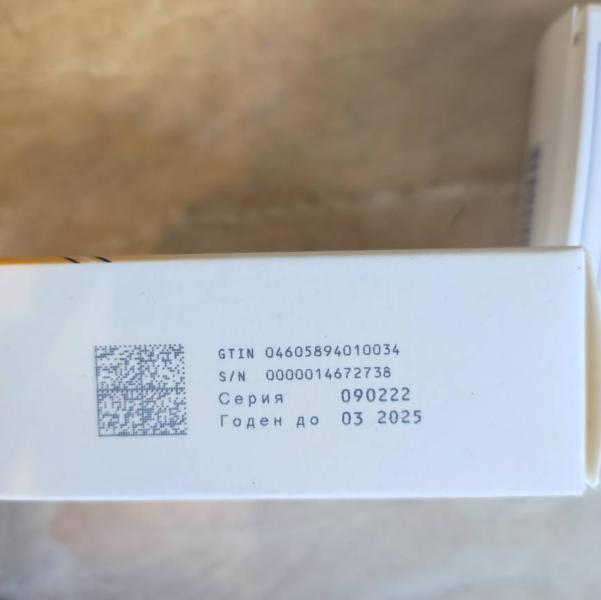 GTIN 04605894010034
S/N 0000014672738
Серия 090222
Годен до 03 2025